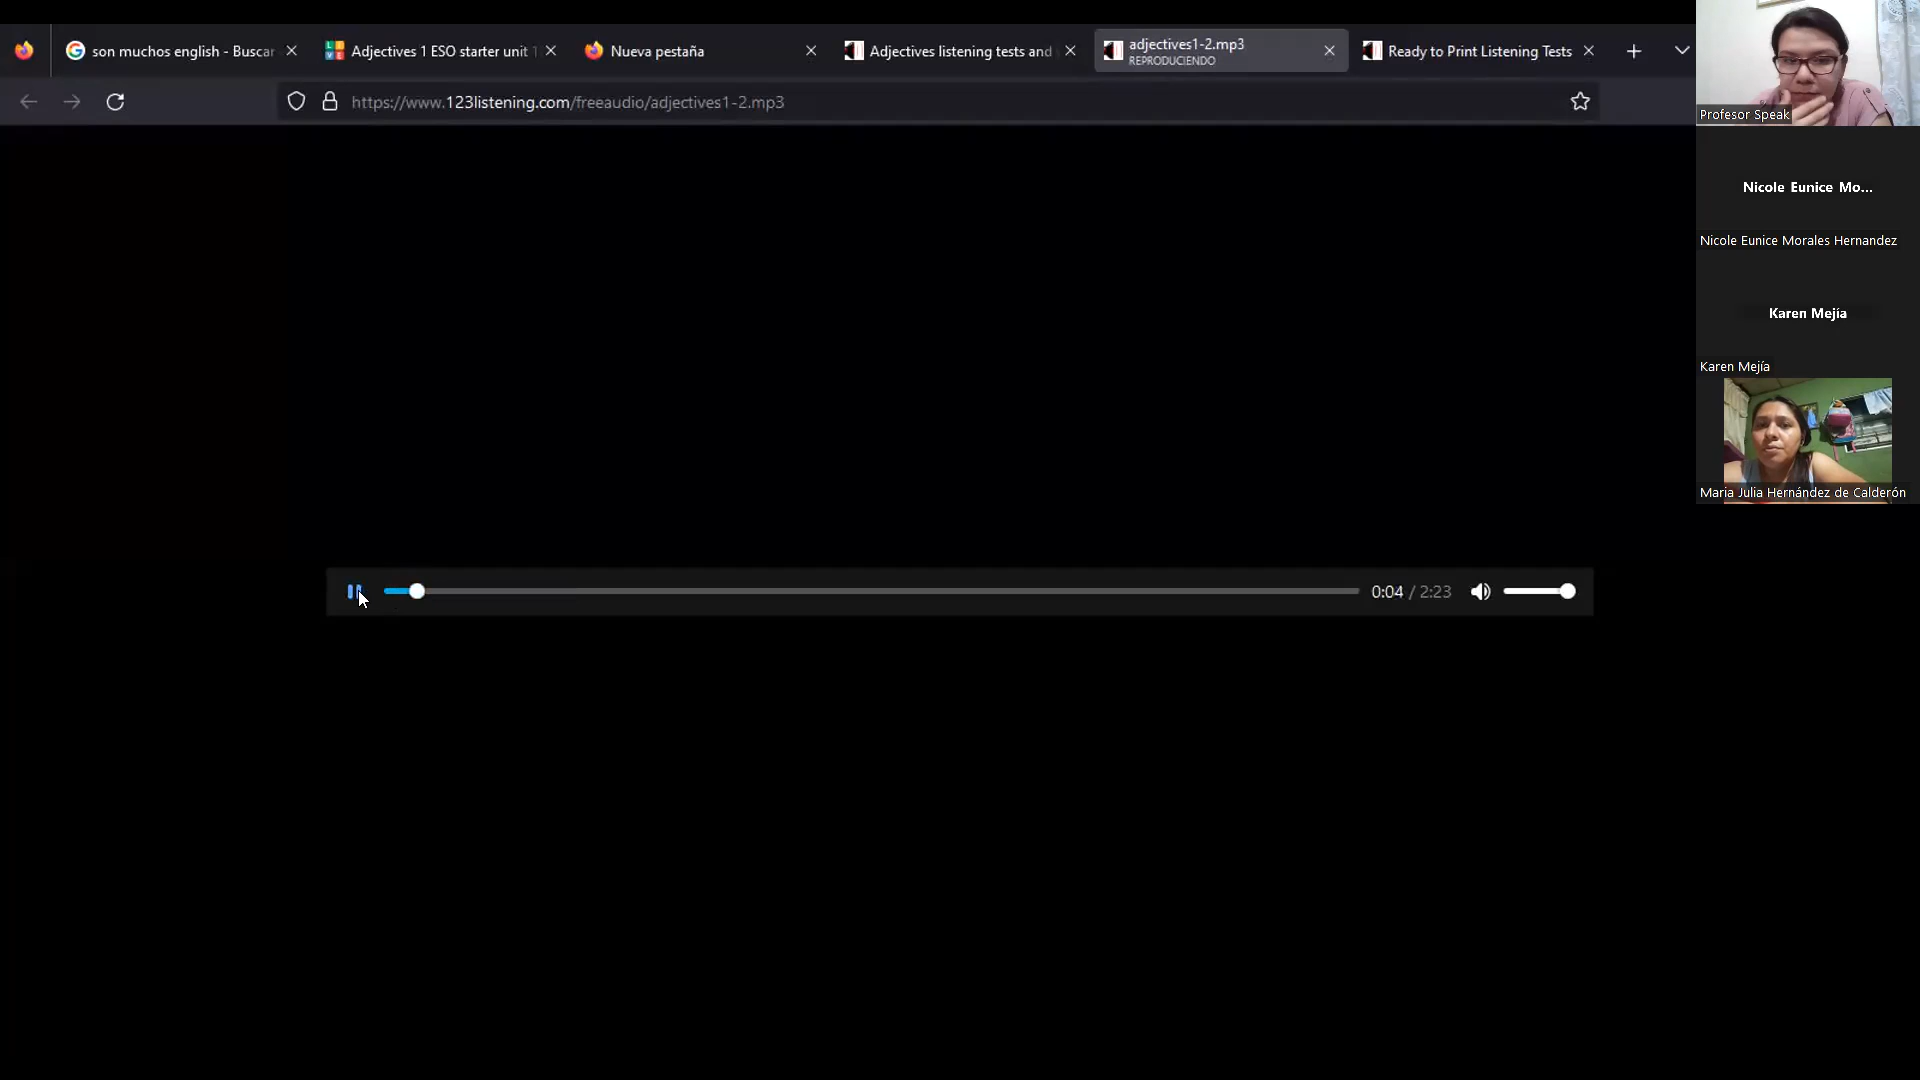 son muchos english - Buscar
Adjectives 1 ESO starter unit 1
Nueva pestaña
Adjectives listening tests and
adjectives1-2.mp3
REPRODUCIENDO
Ready to Print Listening Tests
https://www.123listening.com/freeaudio/adjectives1-2.mp3
Profesor Speak
Nicole Eunice Mo...
Nicole Eunice Morales Hernandez
Karen Mejía
Karen Mejía
Maria Julia Hernández de Calderón
0:04 / 2:23